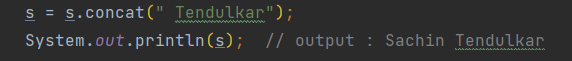 s = s.concat(" Tendulkar");
System.out.println(s);  // output : Sachin Tendulkar